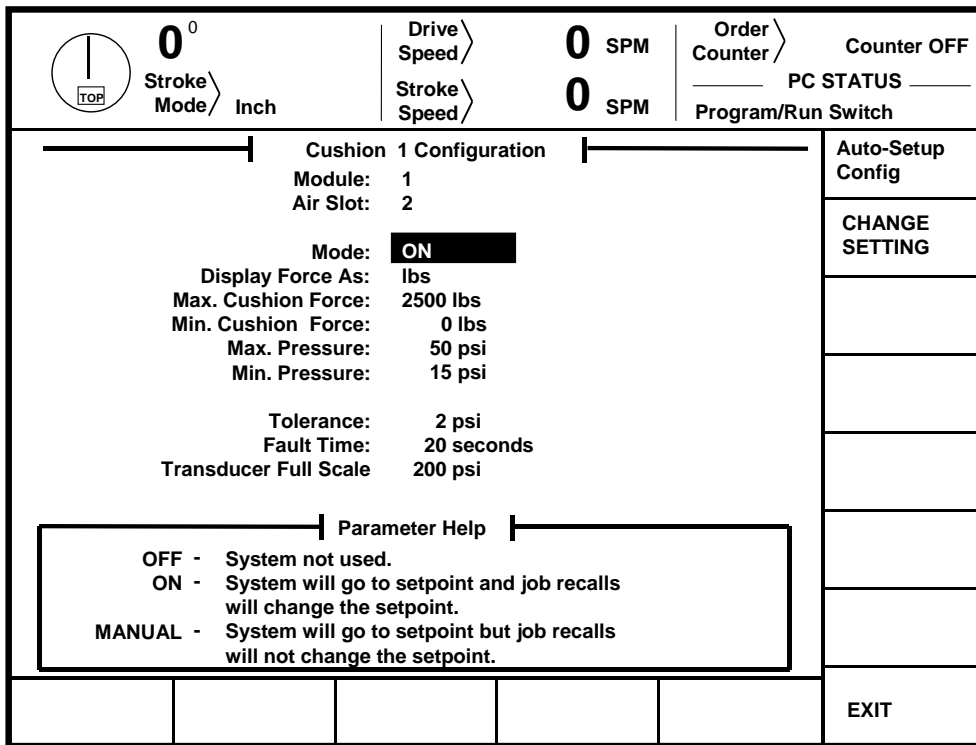 TOP
0 0
Stroke
Mode Inch
Drive
Speed 0 SPM
Stroke
Speed 0 SPM
Order
Counter Counter OFF
PC STATUS
Program/Run Switch
Cushion 1 Configuration
Module: 1
Air Slot: 2
Mode: ON
Display Force As: lbs
Max. Cushion Force: 2500 lbs
Min. Cushion Force: 0 lbs
Max. Pressure: 50 psi
Min. Pressure: 15 psi
Tolerance: 2 psi
Fault Time: 20 seconds
Transducer Full Scale 200 psi
Parameter Help
OFF - System not used.
ON - System will go to setpoint and job recalls
will change the setpoint.
MANUAL - System will go to setpoint but job recalls
will not change the setpoint.
Auto-Setup
Config
CHANGE
SETTING
EXIT